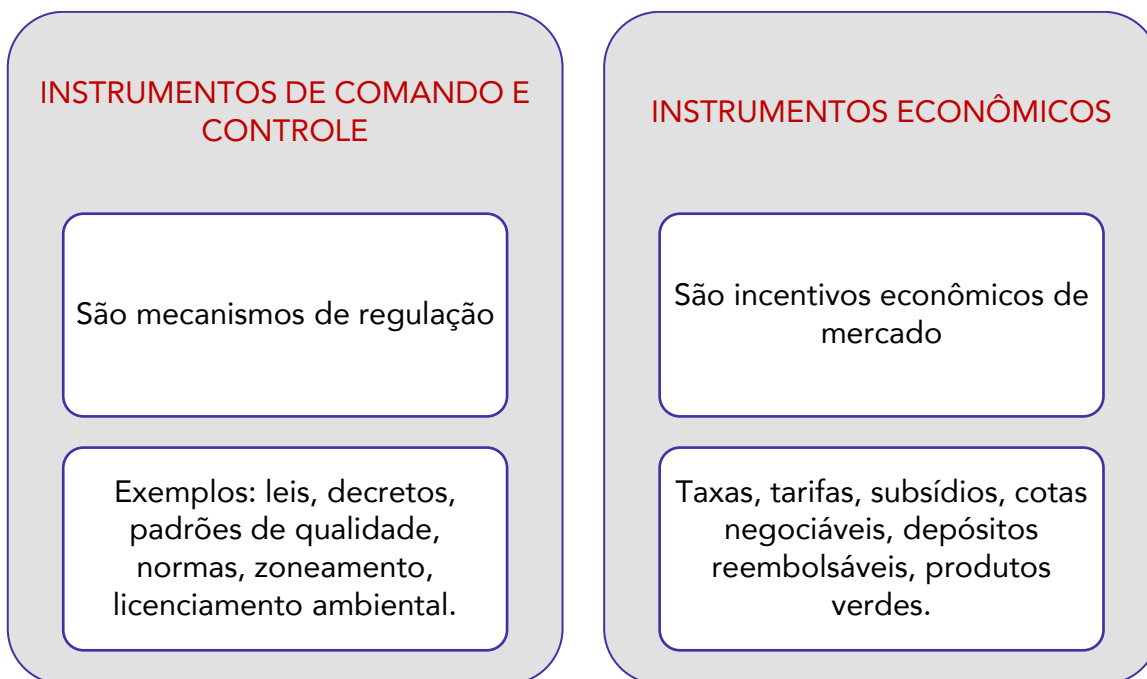 INSTRUMENTOS DE COMANDO E
CONTROLE
São mecanismos de regulação
Exemplos: leis, decretos,
padrões de qualidade,
normas, zoneamento,
licenciamento ambiental.
INSTRUMENTOS ECONÔMICOS
São incentivos econômicos de
mercado
Taxas, tarifas, subsídios, cotas
negociáveis, depósitos
reembolsáveis, produtos
verdes.